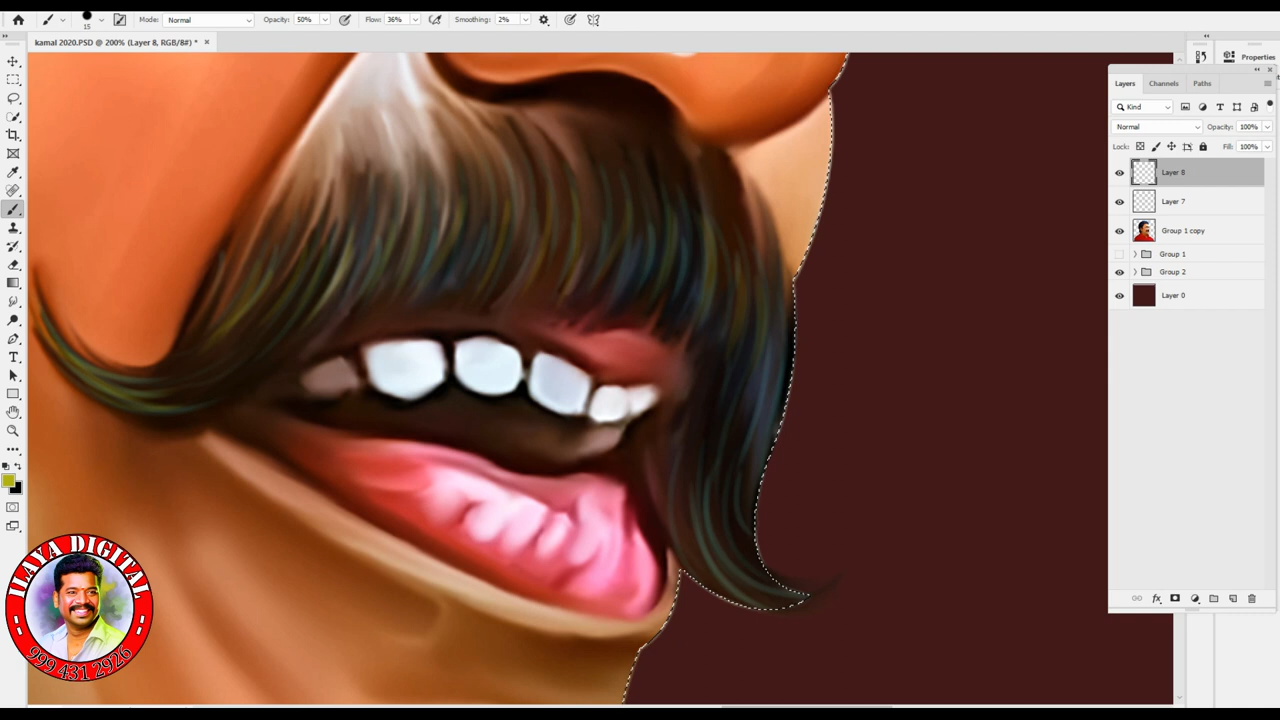 15
Mode: Normal
Opacity: 50%
Flow: 36%
Smoothing: 2%
kamal 2020.PSD @ 200% (Layer 8, RGB/8#) *
Properties
Layers Channels Paths
Kind
Normal
Opacity: 100%
Lock:
Fill: 100%
Layer 8
Layer 7
Group 1 copy
Group 1
Group 2
Layer 0
fx
ILAYA DIGITAL
999 431 2926